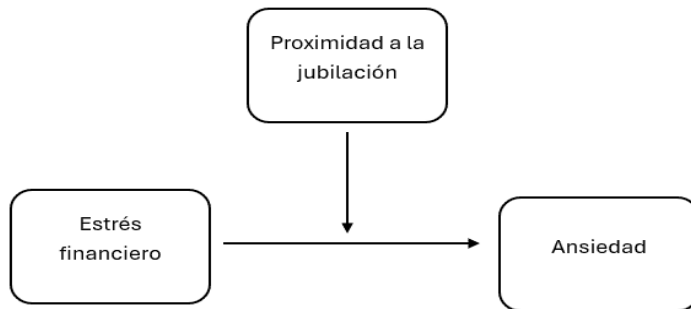 Proximidad a la
jubilación
Estrés
financiero
Ansiedad